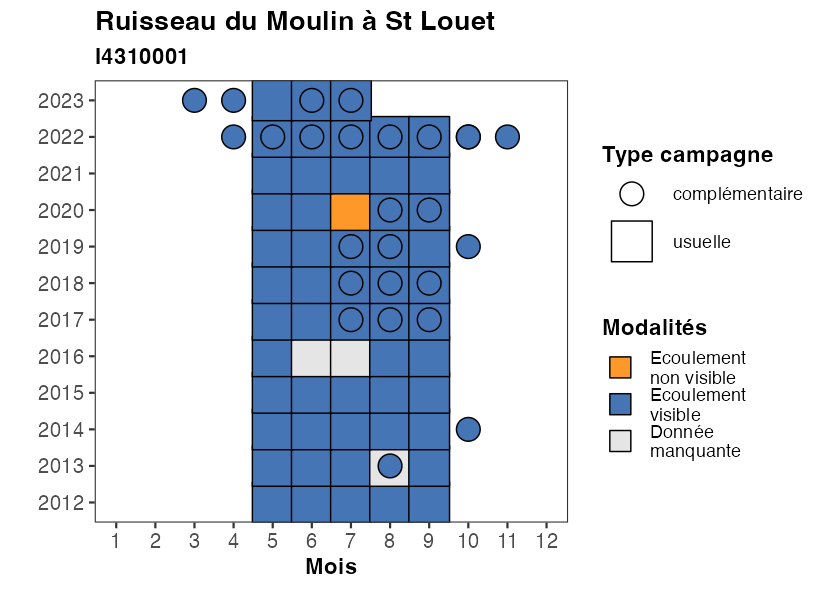 Ruisseau du Moulin à St Louet
I4310001
2023
2022
2021
2020
2019
2018
2017
2016
2015
2014
2013
2012
1 2 3 4 5 6 7 8 9 10 11 12
Mois
Type campagne
complémentaire
usuelle
Modalités
Ecoulement
non visible
Ecoulement
visible
Donnée
manquante